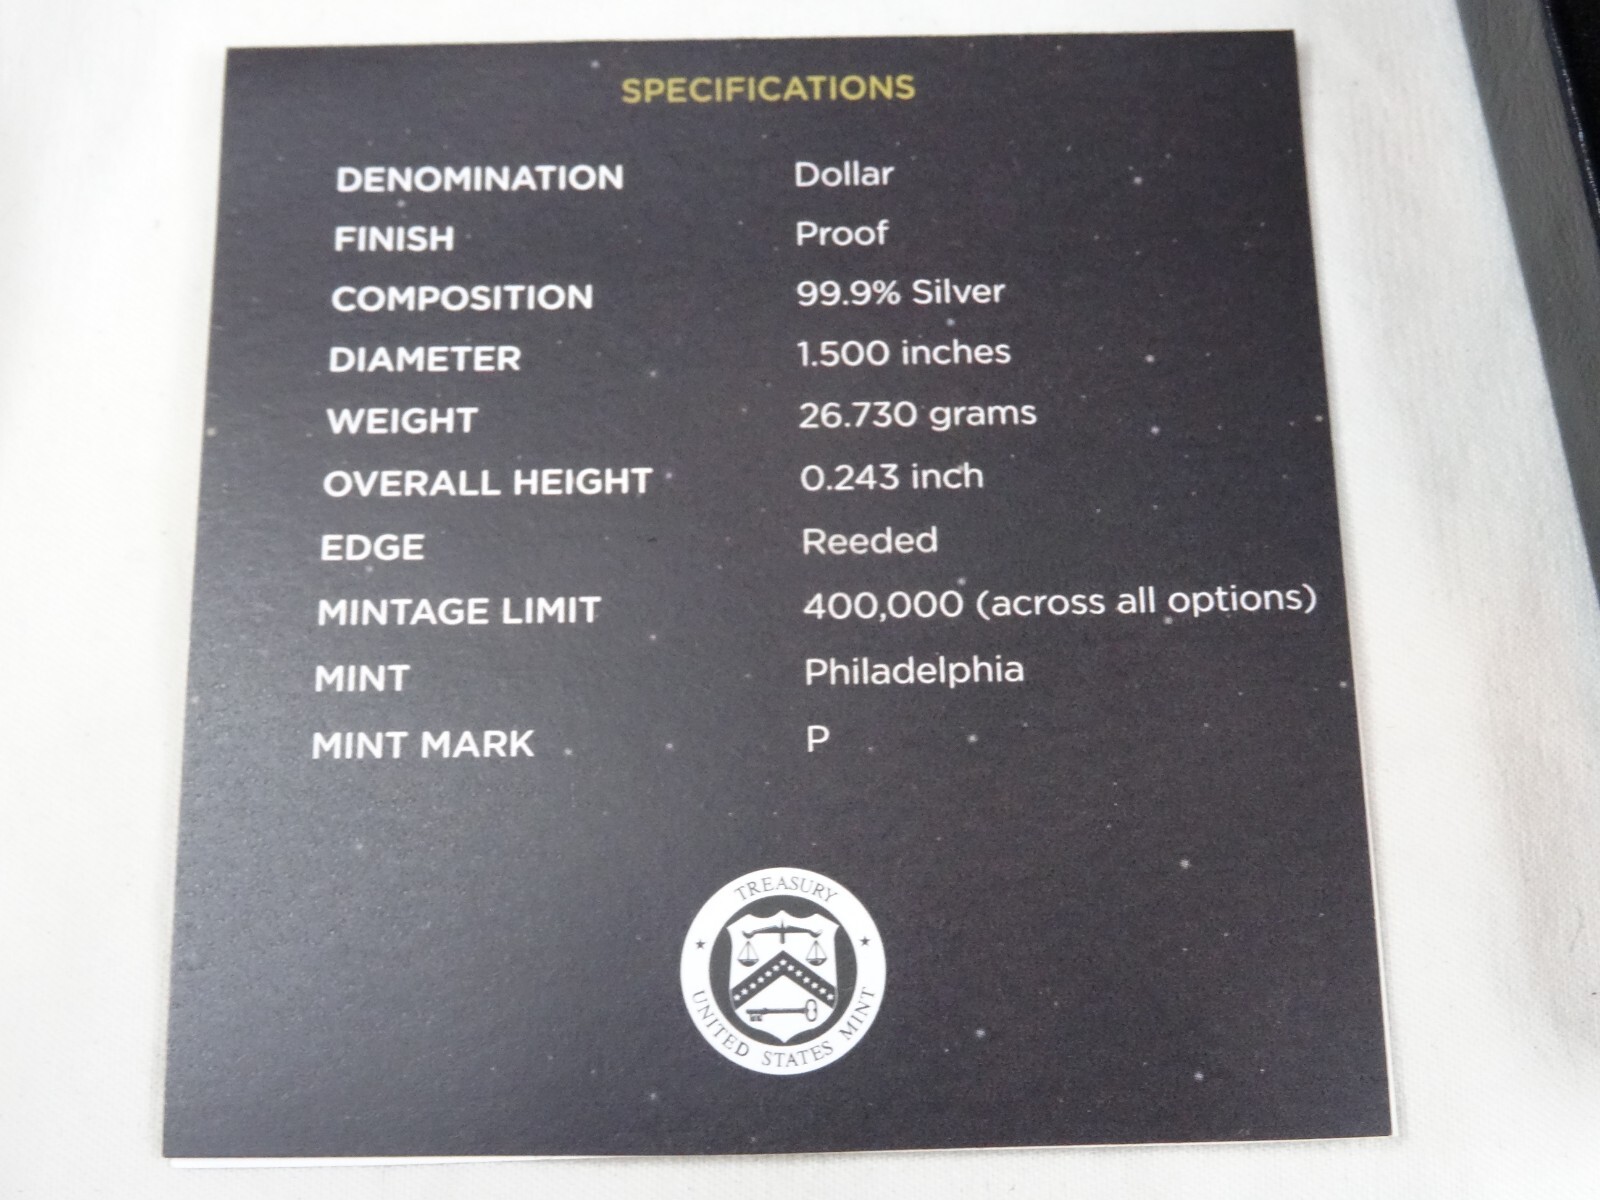 SPECIFICATIONS
DENOMINATION Dollar
FINISH Proof
COMPOSITION 99.9% Silver
DIAMETER 1.500 inches
WEIGHT 26.730 grams
OVERALL HEIGHT 0.243 inch
EDGE Reeded
MINTAGE LIMIT 400,000 (across all options)
MINT Philadelphia
MINT MARK P
TREASURY
UNITED STATES MINT